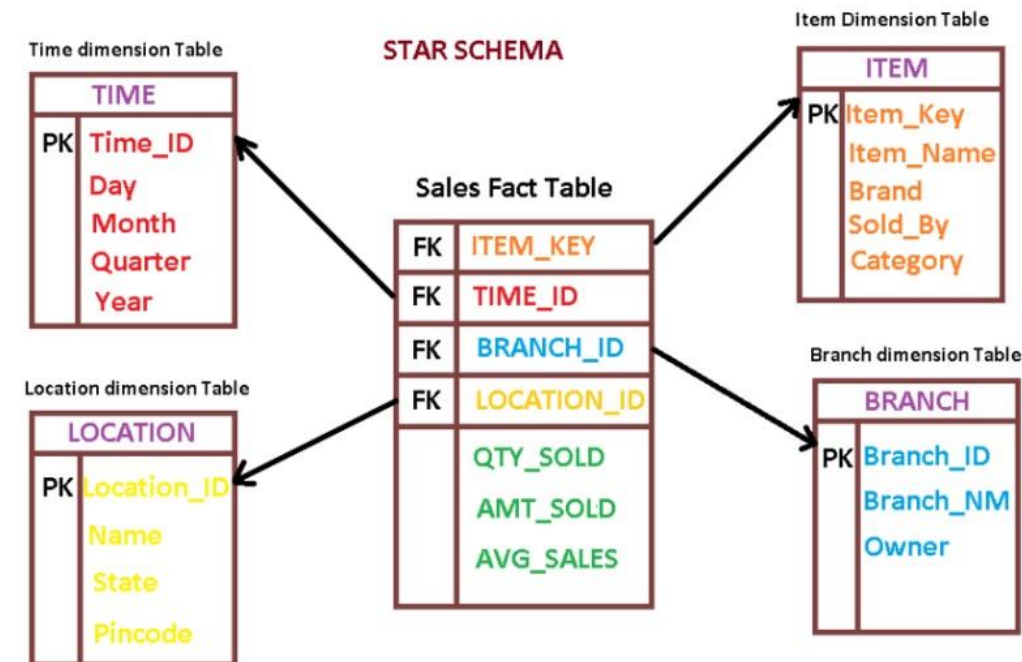 STAR SCHEMA
Time dimension Table
TIME
PK Time_ID
Day
Month
Quarter
Year
Item Dimension Table
ITEM
PK Item_Key
Item_Name
Brand
Sold_By
Category
Sales Fact Table
FK ITEM_KEY
FK TIME_ID
FK BRANCH_ID
FK LOCATION_ID
QTY_SOLD
AMT_SOLD
AVG_SALES
Location dimension Table
LOCATION
PK Location_ID
Name
State
Pincode
Branch dimension Table
BRANCH
PK Branch_ID
Branch_NM
Owner